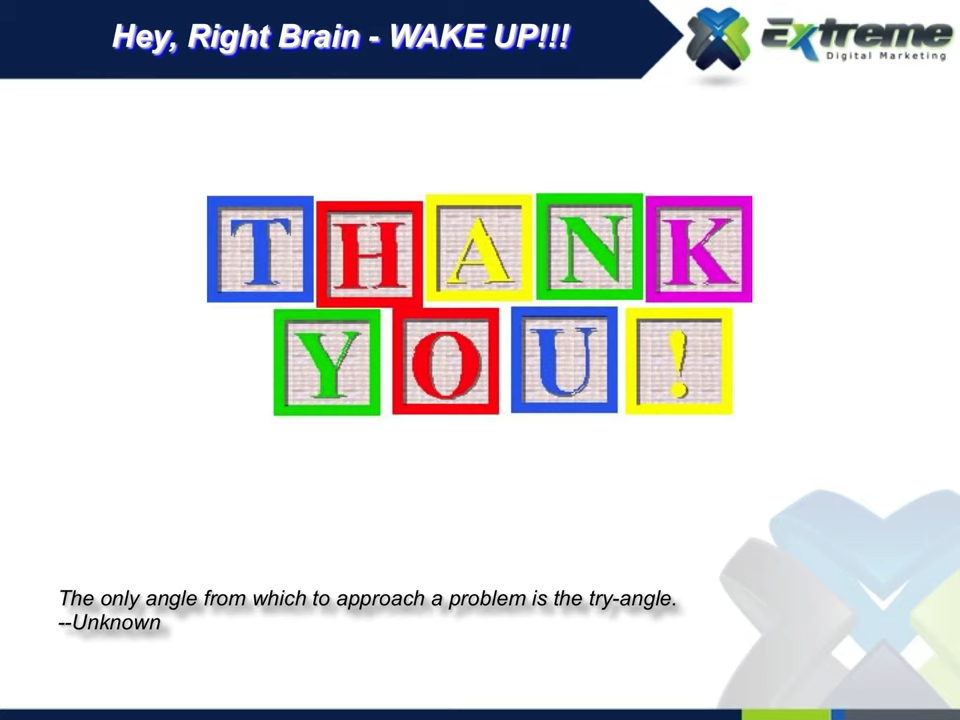 Hey, Right Brain - WAKE UP!!!
Extreme
Digital Marketing
THANK
YOU!
The only angle from which to approach a problem is the try-angle.
--Unknown